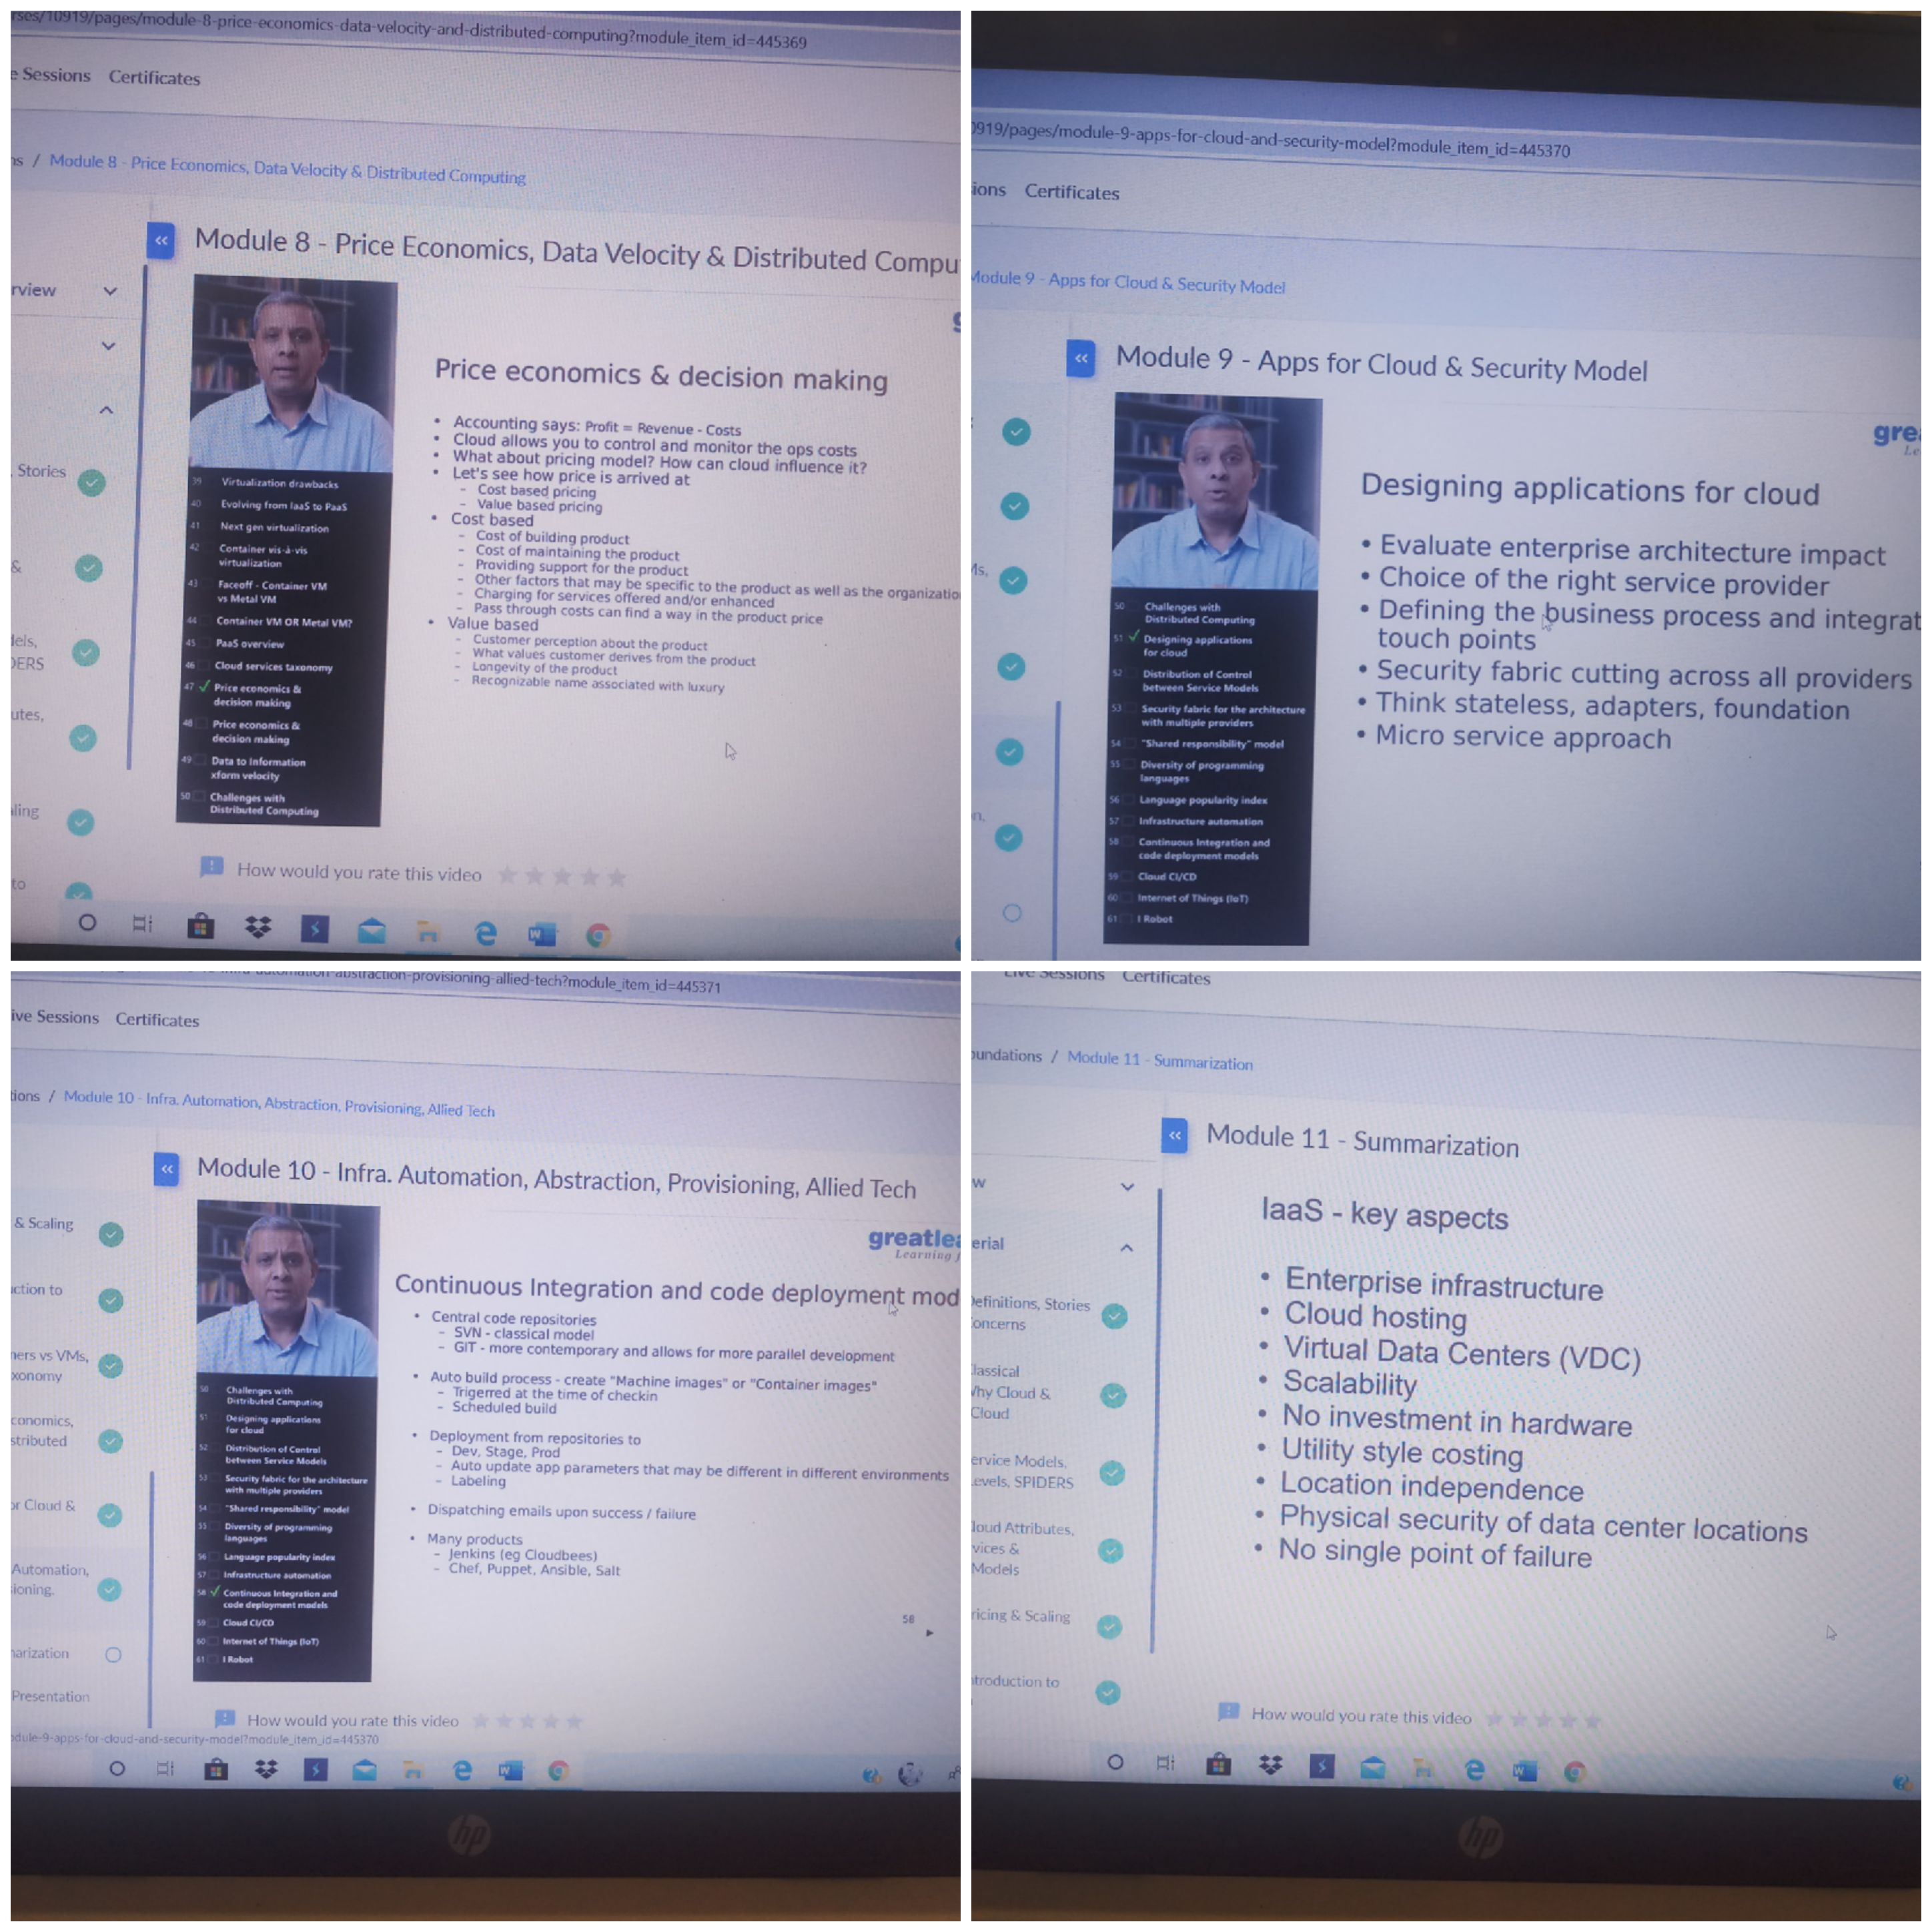 rses/10919/pages/module-8-price-economics-data-velocity-and-distributed-computing?module_item_id=445369
e Sessions Certificates
ns / Module 8 - Price Economics, Data Velocity & Distributed Computing
Module 8 - Price Economics, Data Velocity & Distributed Compu
rview
Stories
&
dels,
DERS
utes,
ling
to
Price economics & decision making
• Accounting says: Profit = Revenue - Costs
• Cloud allows you to control and monitor the ops costs
• What about pricing model? How can cloud influence it?
• Let's see how price is arrived at
- Cost based pricing
- Value based pricing
• Cost based
- Cost of building product
- Cost of maintaining the product
- Providing support for the product
- Other factors that may be specific to the product as well as the organizatio
- Charging for services offered and/or enhanced
- Pass through costs can find a way in the product price
• Value based
- Customer perception about the product
- What values customer derives from the product
- Longevity of the product
- Recognizable name associated with luxury
39 Virtualization drawbacks
40 Evolving from IaaS to PaaS
41 Next gen virtualization
42 Container vis-à-vis
virtualization
43 Faceoff - Container VM
vs Metal VM
44 Container VM OR Metal VM?
45 PaaS overview
46 Cloud services taxonomy
47 Price economics &
decision making
48 Price economics &
decision making
49 Data to Information
xform velocity
50 Challenges with
Distributed Computing
How would you rate this video
0919/pages/module-9-apps-for-cloud-and-security-model?module_item_id=445370
ions Certificates
Module 9 - Apps for Cloud & Security Model
Module 9 - Apps for Cloud & Security Model
Ms,
n,
grea
Le
Designing applications for cloud
• Evaluate enterprise architecture impact
• Choice of the right service provider
• Defining the business process and integrat
touch points
• Security fabric cutting across all providers
• Think stateless, adapters, foundation
• Micro service approach
50 Challenges with
Distributed Computing
51 Designing applications
for cloud
52 Distribution of Control
between Service Models
53 Security fabric for the architecture
with multiple providers
54 "Shared responsibility" model
55 Diversity of programming
languages
56 Language popularity index
57 Infrastructure automation
58 Continuous Integration and
code deployment models
59 Cloud CI/CD
60 Internet of Things (IoT)
61 I Robot
automation-abstraction-provisioning-allied-tech?module_item_id=445371
ive Sessions Certificates
tions / Module 10 - Infra. Automation, Abstraction, Provisioning, Allied Tech
Module 10 - Infra. Automation, Abstraction, Provisioning, Allied Tech
& Scaling
uction to
ners vs VMs,
xonomy
conomics,
stributed
or Cloud &
Automation,
ioning,
narization
Presentation
greatlea
Learning f
Continuous Integration and code deployment mod
• Central code repositories
- SVN - classical model
- GIT - more contemporary and allows for more parallel development
• Auto build process - create "Machine images" or "Container images"
- Trigerred at the time of checkin
- Scheduled build
• Deployment from repositories to
- Dev, Stage, Prod
- Auto update app parameters that may be different in different environments
- Labeling
• Dispatching emails upon success / failure
• Many products
- Jenkins (eg Cloudbees)
- Chef, Puppet, Ansible, Salt
58
50 Challenges with
Distributed Computing
51 Designing applications
for cloud
52 Distribution of Control
between Service Models
53 Security fabric for the architecture
with multiple providers
54 "Shared responsibility" model
55 Diversity of programming
languages
56 Language popularity index
57 Infrastructure automation
58 Continuous Integration and
code deployment models
59 Cloud CI/CD
60 Internet of Things (IoT)
61 I Robot
How would you rate this video
odule-9-apps-for-cloud-and-security-model?module_item_id=445370
hp
Live Sessions Certificates
oundations / Module 11 - Summarization
Module 11 - Summarization
w
erial
Definitions, Stories
oncerns
lassical
Why Cloud &
Cloud
ervice Models,
evels, SPIDERS
loud Attributes,
vices &
Models
ricing & Scaling
ntroduction to
IaaS - key aspects
• Enterprise infrastructure
• Cloud hosting
• Virtual Data Centers (VDC)
• Scalability
• No investment in hardware
• Utility style costing
• Location independence
• Physical security of data center locations
• No single point of failure
How would you rate this video
hp